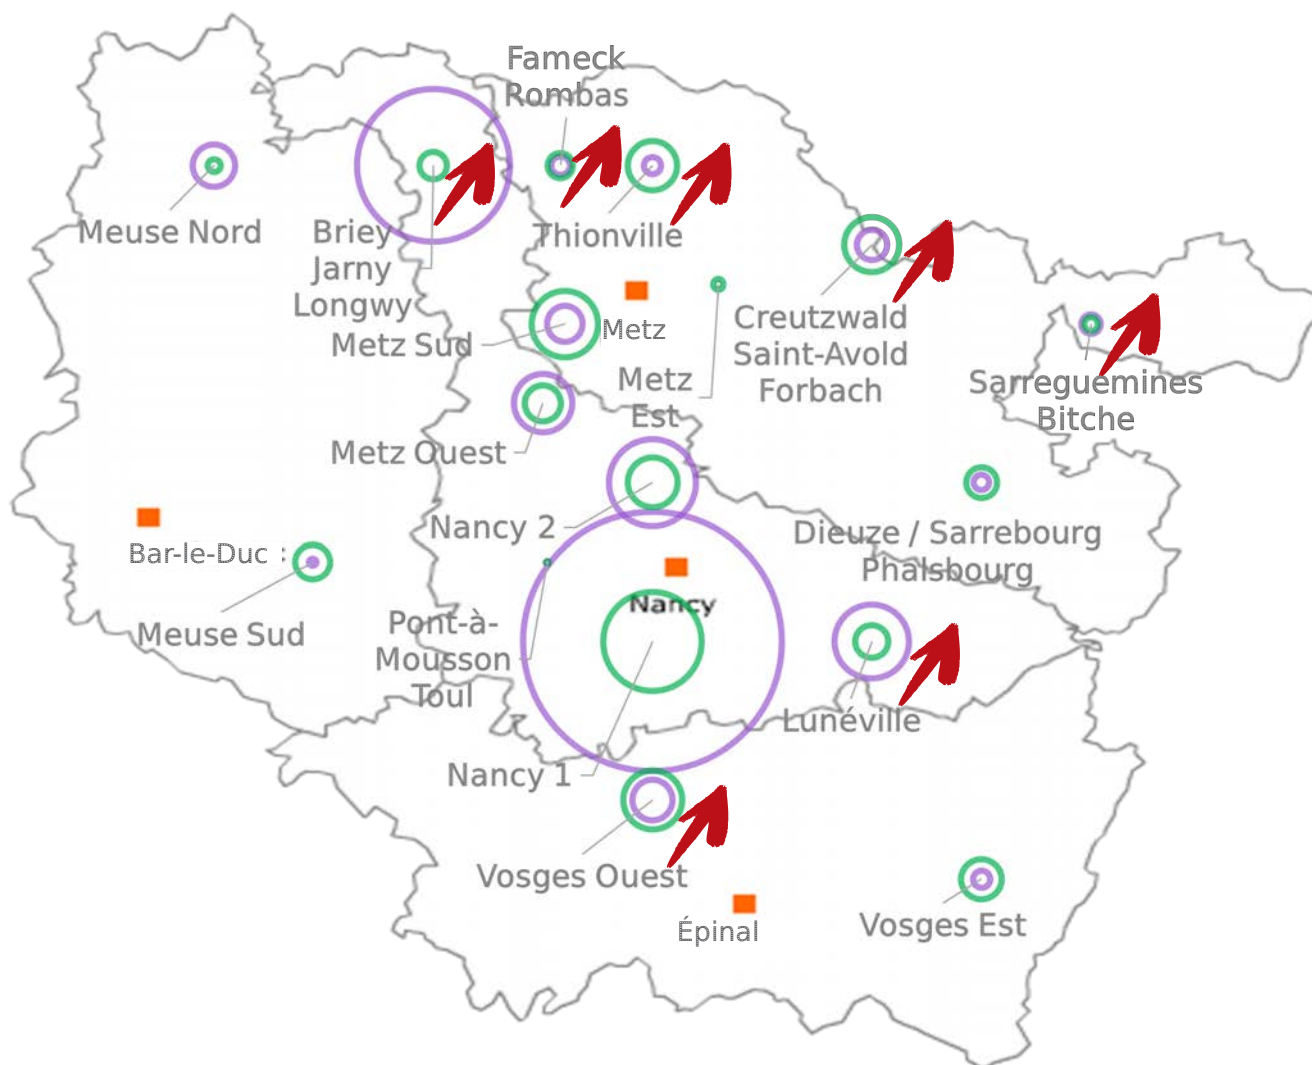 Fameck
Rombas
Meuse Nord
Briey
Jarny
Longwy
Thionville
Creutzwald
Saint-Avold
Forbach
Metz Sud
Metz
Metz
Est
Sarreguemines
Bitche
Metz Ouest
Nancy 2
Dieuze / Sarrebourg
Phalsbourg
Bar-le-Duc :
Nancy
Meuse Sud
Pont-à-
Mousson
Toul
Lunéville
Nancy 1
Vosges Ouest
Épinal
Vosges Est